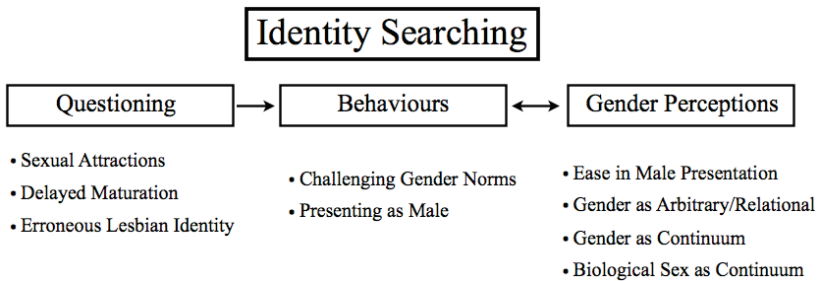 Identity Searching
Questioning
Behaviours
Gender Perceptions
• Sexual Attractions
• Delayed Maturation
• Erroneous Lesbian Identity
• Challenging Gender Norms
• Presenting as Male
• Ease in Male Presentation
• Gender as Arbitrary/Relational
• Gender as Continuum
• Biological Sex as Continuum